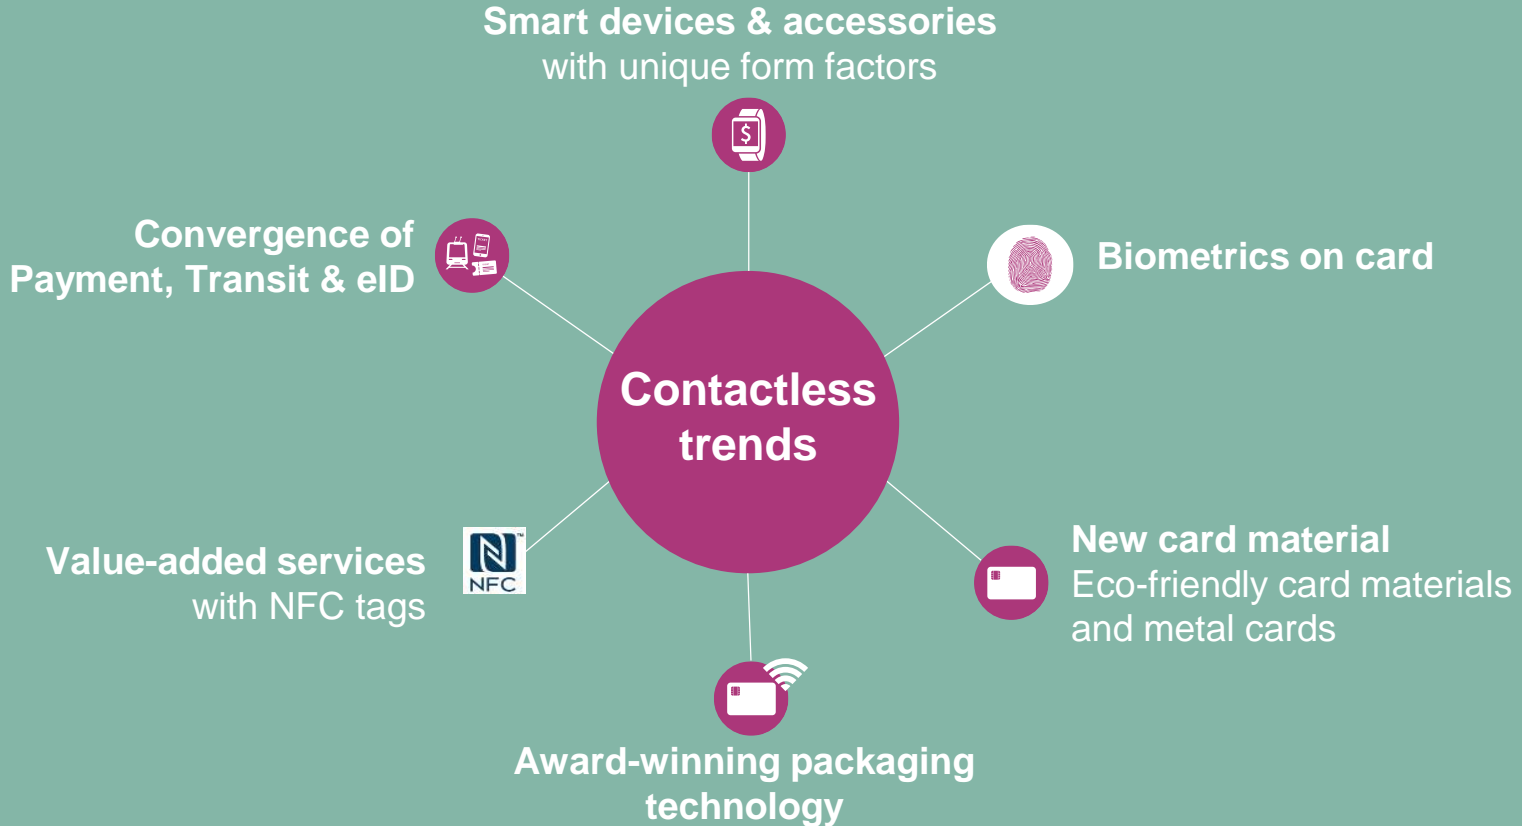 Smart devices & accessories
with unique form factors
$
Convergence of
Payment, Transit & eID
Biometrics on card
Contactless
trends
Value-added services
with NFC tags
N
NFC
™
New card material
Eco-friendly card materials
and metal cards
Award-winning packaging
technology